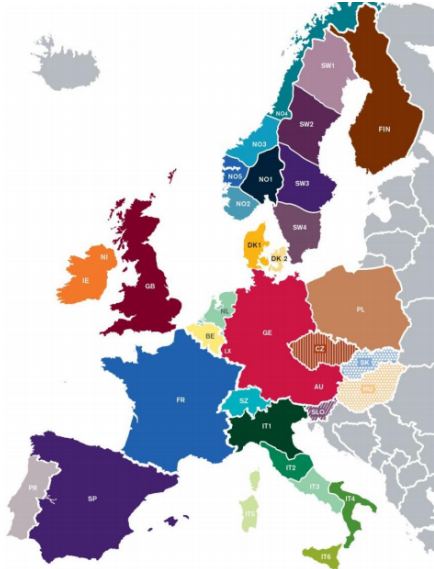 SW1
NO4
SW2
FIN
NO3
NO5
NO1
SW3
NO2
SW4
DK1
DK 2
NI
IE
GB
NL
PL
GE
BE
CZ
LX
SK
AU
HU
SZ
FR
SLO
IT1
IT2
IT3
PR
SP
IT4
IT5
IT6